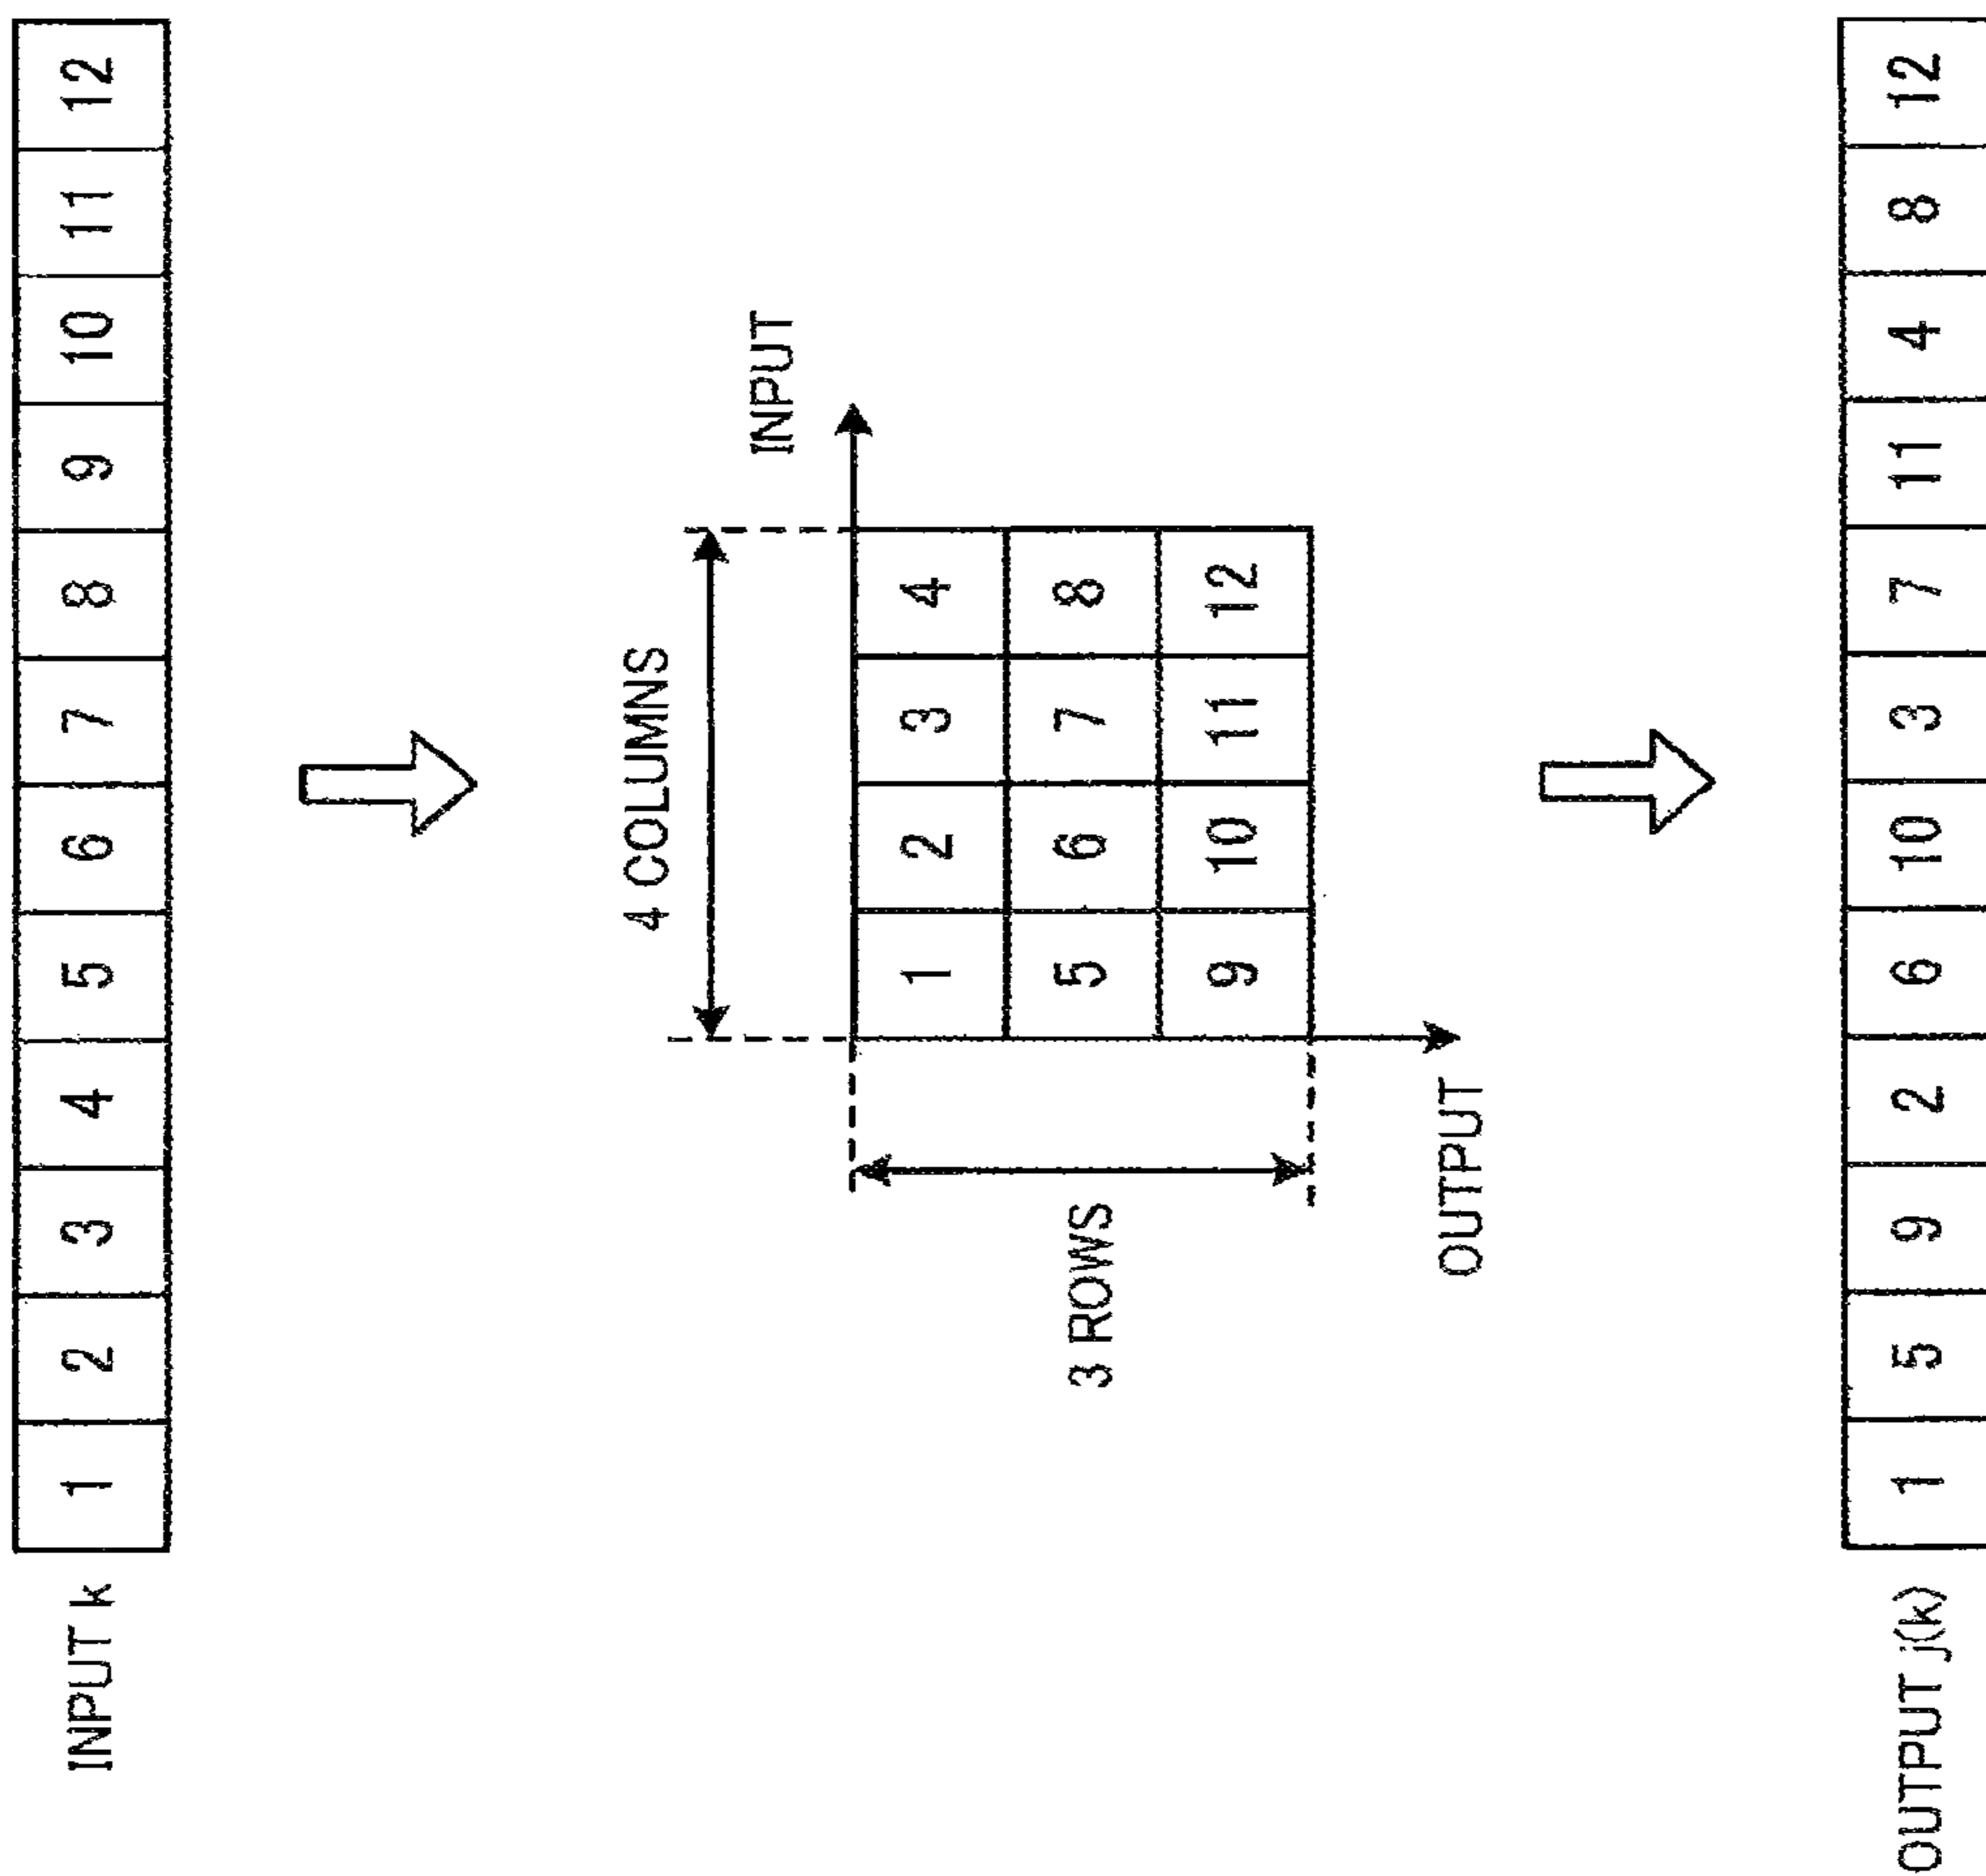 INPUT k 1 2 3 4 5 6 7 8 9 10 11 12
4 COLUMNS
INPUT
3 ROWS
1 2 3 4
5 6 7 8
9 10 11 12
OUTPUT
OUTPUT j(k) 1 5 9 2 6 10 3 7 11 4 8 12